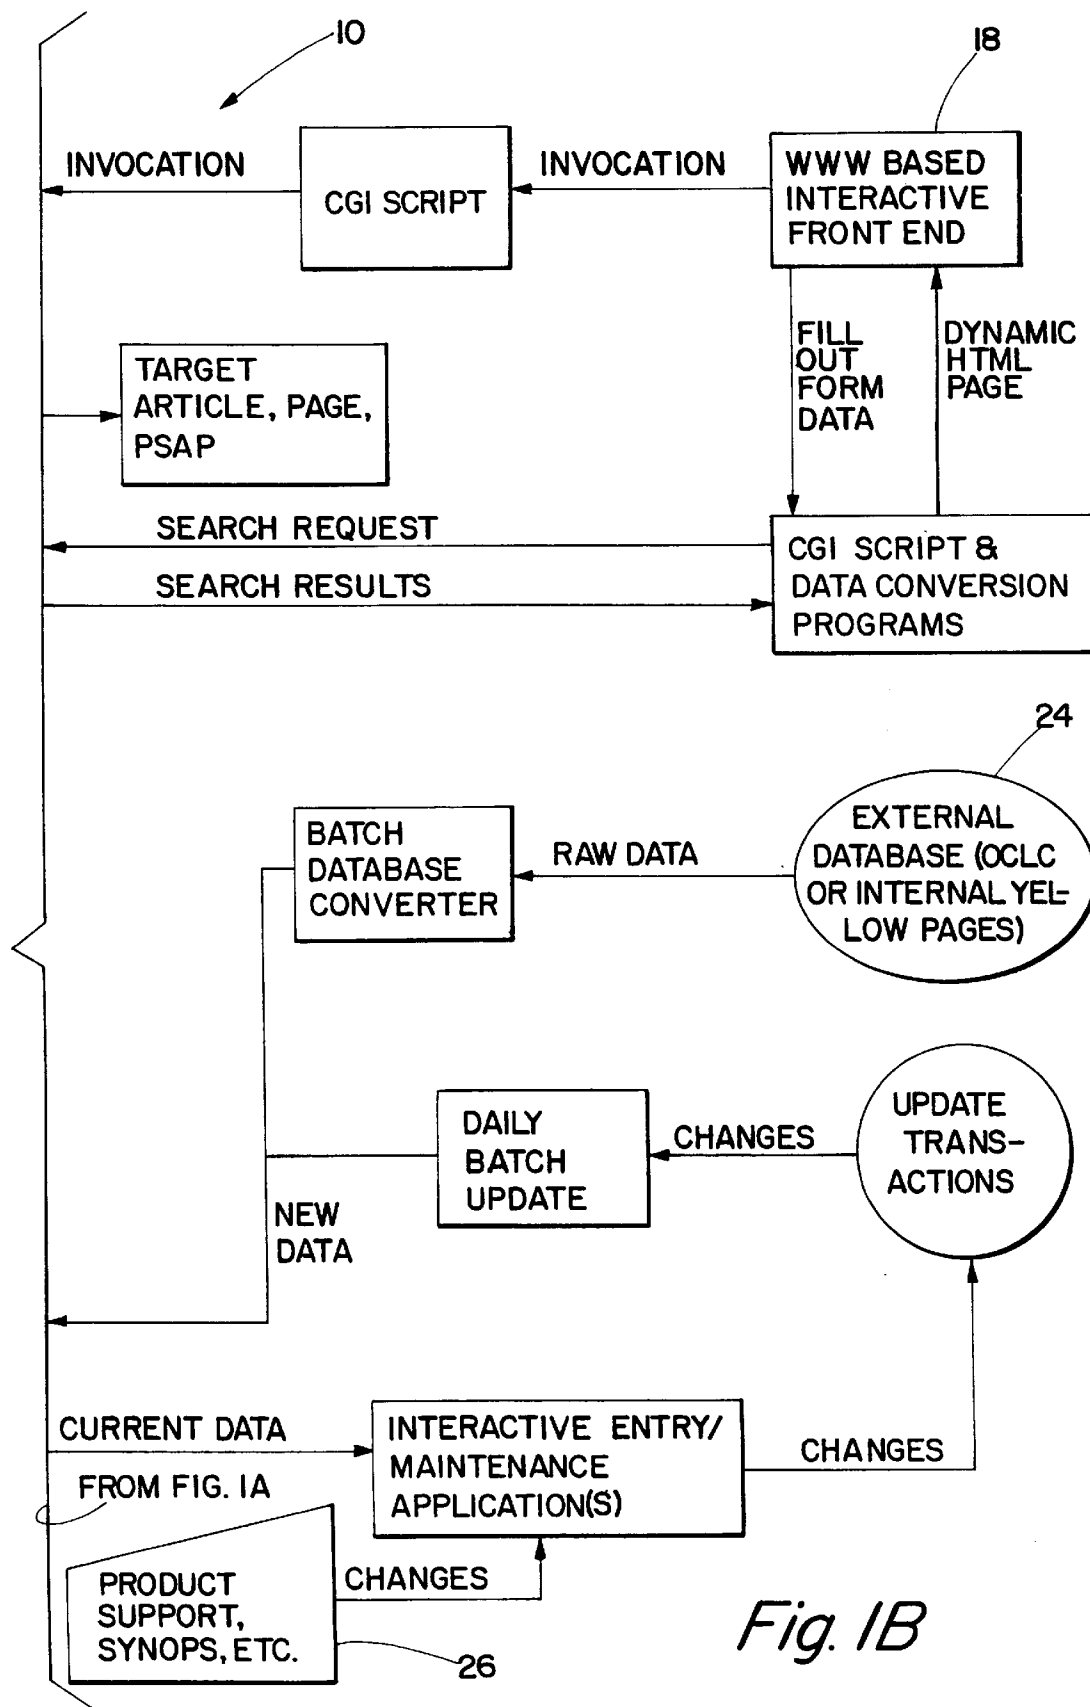 10
18
INVOCATION
CGI SCRIPT
INVOCATION
WWW BASED
INTERACTIVE
FRONT END
FILL
OUT
FORM
DATA
DYNAMIC
HTML
PAGE
TARGET
ARTICLE, PAGE,
PSAP
SEARCH REQUEST
SEARCH RESULTS
CGI SCRIPT &
DATA CONVERSION
PROGRAMS
24
BATCH
DATABASE
CONVERTER
RAW DATA
EXTERNAL
DATABASE (OCLC
OR INTERNAL YEL-
LOW PAGES)
DAILY
BATCH
UPDATE
CHANGES
UPDATE
TRANS-
ACTIONS
NEW
DATA
CURRENT DATA
INTERACTIVE ENTRY/
MAINTENANCE
APPLICATION(S)
CHANGES
FROM FIG. 1A
PRODUCT
SUPPORT,
SYNOPS, ETC.
CHANGES
26
Fig. 1B